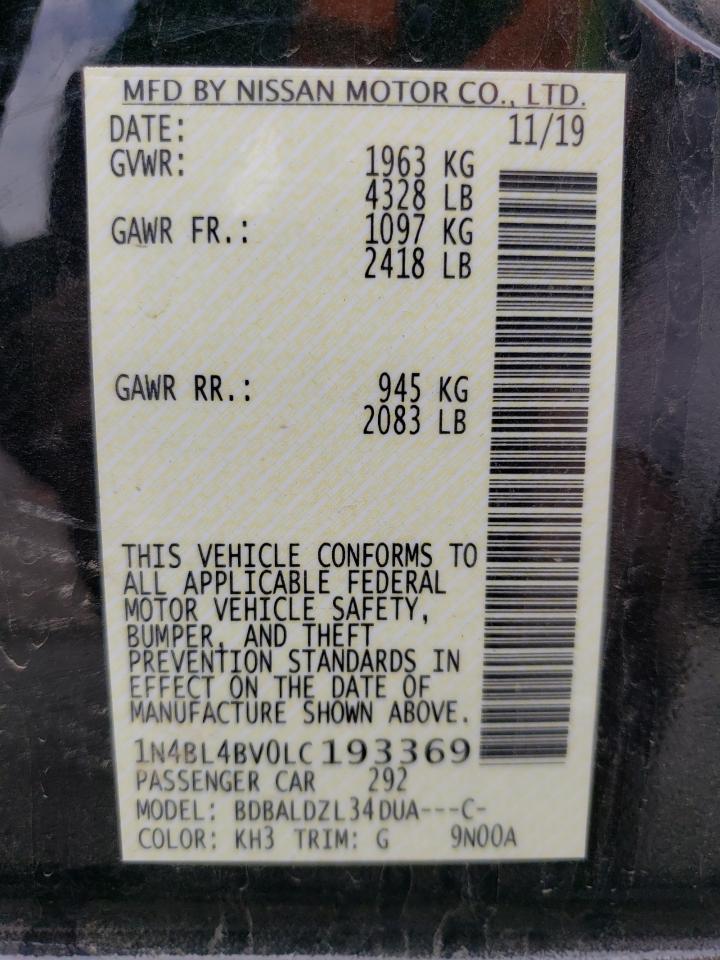 MFD BY NISSAN MOTOR CO., LTD.
DATE: 11/19
GVWR: 1963 KG
4328 LB
GAWR FR.: 1097 KG
2418 LB
GAWR RR.: 945 KG
2083 LB
THIS VEHICLE CONFORMS TO
ALL APPLICABLE FEDERAL
MOTOR VEHICLE SAFETY,
BUMPER, AND THEFT
PREVENTION STANDARDS IN
EFFECT ON THE DATE OF
MANUFACTURE SHOWN ABOVE.
1N4BL4BV0LC193369
PASSENGER CAR 292
MODEL: BDBALDZL34DUA---C-
COLOR: KH3 TRIM: G 9N00A